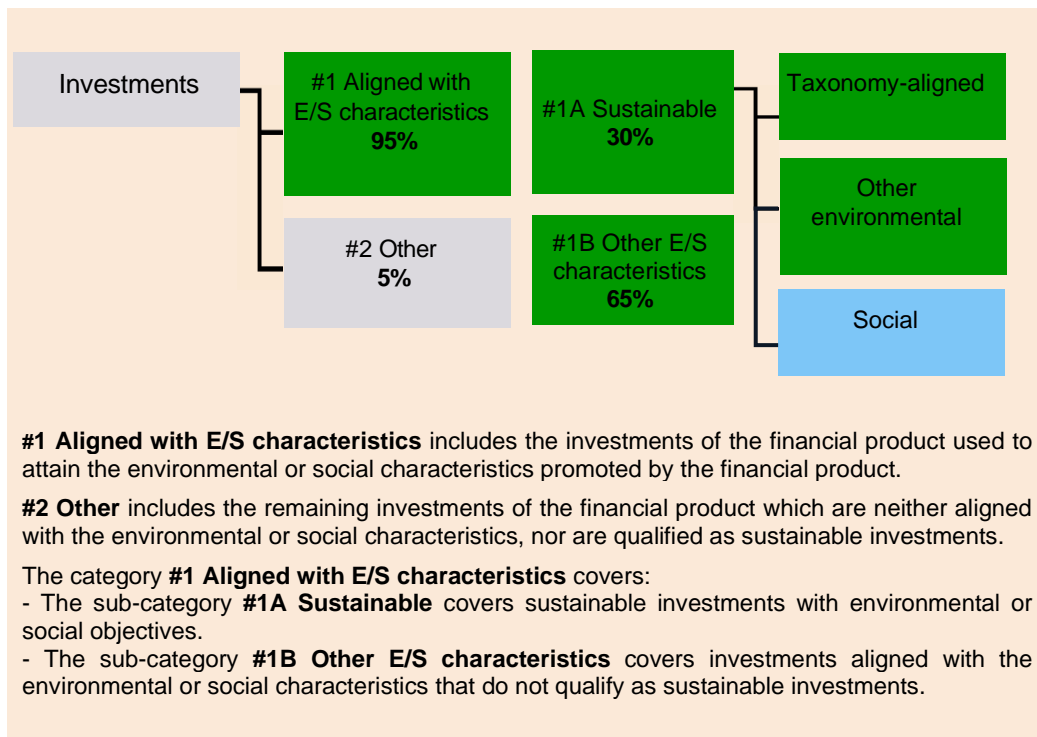 Investments
#1 Aligned with
E/S characteristics
95%
#2 Other
5%
#1A Sustainable
30%
#1B Other E/S
characteristics
65%
Taxonomy-aligned
Other
environmental
Social
#1 Aligned with E/S characteristics includes the investments of the financial product used to
attain the environmental or social characteristics promoted by the financial product.
#2 Other includes the remaining investments of the financial product which are neither aligned
with the environmental or social characteristics, nor are qualified as sustainable investments.
The category #1 Aligned with E/S characteristics covers:
- The sub-category #1A Sustainable covers sustainable investments with environmental or
social objectives.
- The sub-category #1B Other E/S characteristics covers investments aligned with the
environmental or social characteristics that do not qualify as sustainable investments.